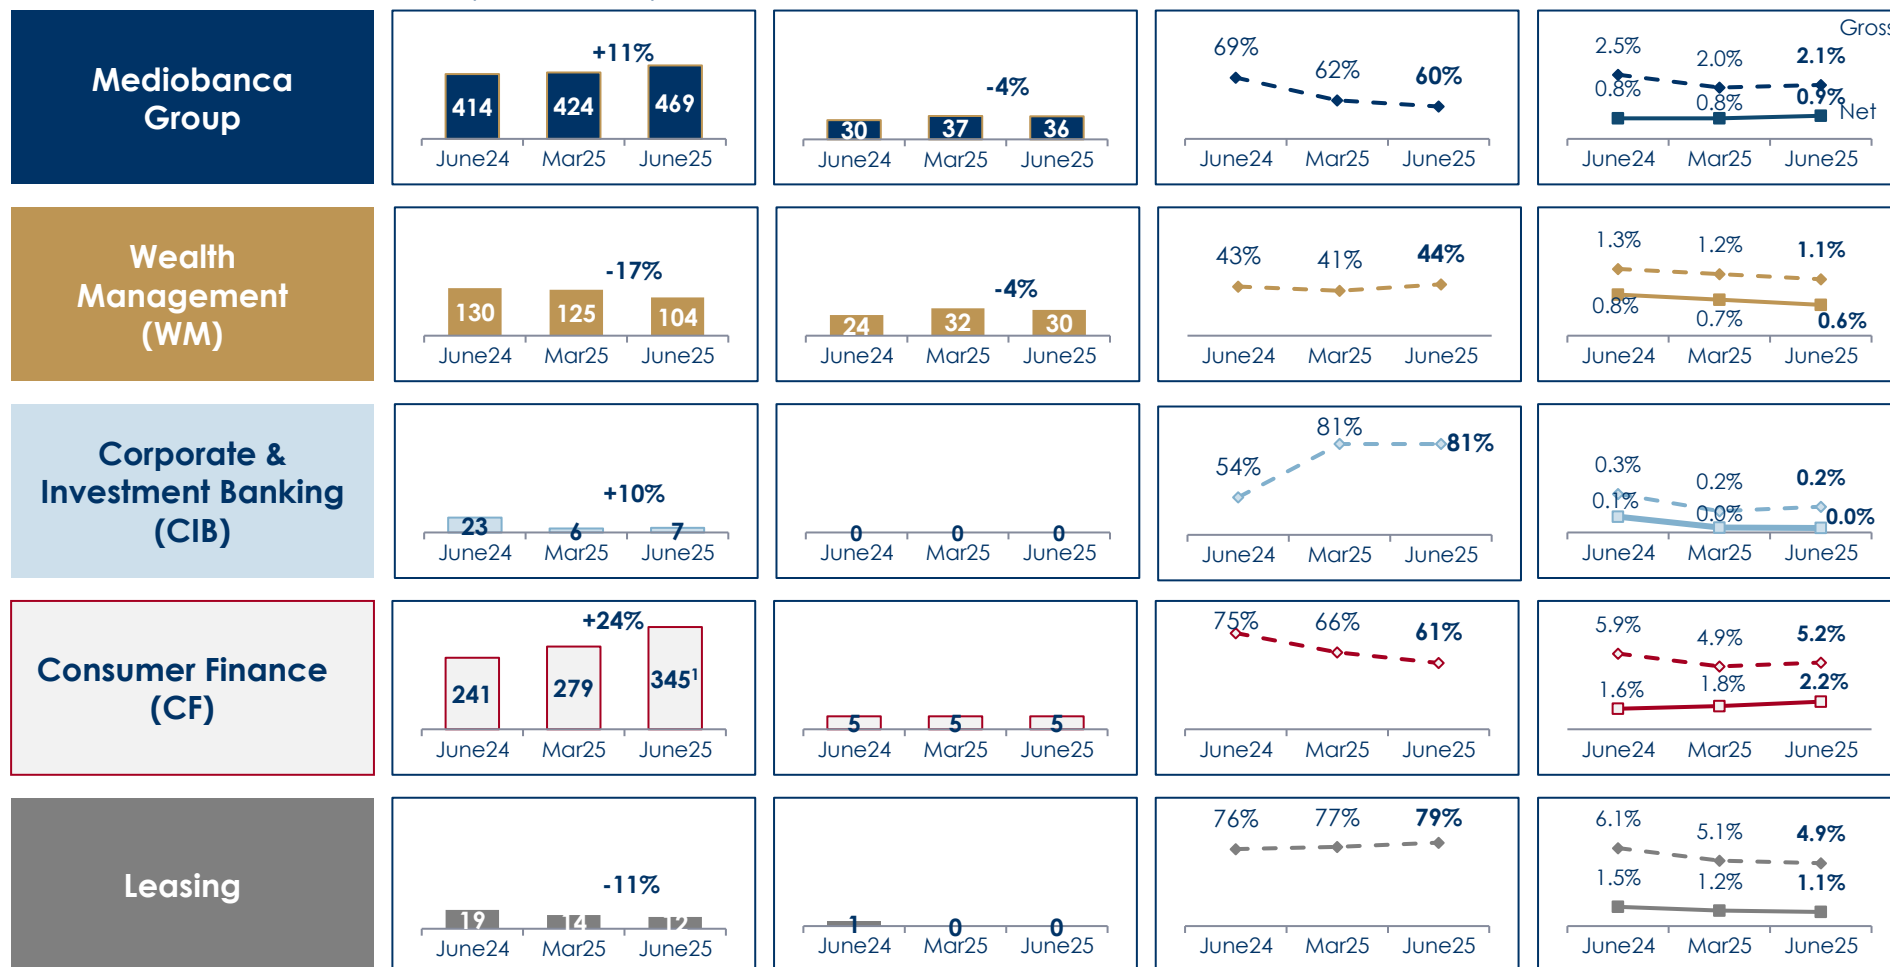 Mediobanca
Group
+11%
414 424 469
June24 Mar25 June25
-4%
30 37 36
June24 Mar25 June25
69% 62% 60%
June24 Mar25 June25
Gross
2.5% 2.0% 2.1%
0.8% 0.8% 0.9%
Net
June24 Mar25 June25
Wealth
Management
(WM)
-17%
130 125 104
June24 Mar25 June25
-4%
24 32 30
June24 Mar25 June25
43% 41% 44%
June24 Mar25 June25
1.3% 1.2% 1.1%
0.8% 0.7% 0.6%
June24 Mar25 June25
Corporate &
Investment Banking
(CIB)
+10%
23 6 7
June24 Mar25 June25
0 0 0
June24 Mar25 June25
54% 81% 81%
June24 Mar25 June25
0.3% 0.2% 0.2%
0.1% 0.0% 0.0%
June24 Mar25 June25
Consumer Finance
(CF)
+24%
241 279 345¹
June24 Mar25 June25
5 5 5
June24 Mar25 June25
75% 66% 61%
June24 Mar25 June25
5.9% 4.9% 5.2%
1.6% 1.8% 2.2%
June24 Mar25 June25
Leasing
-11%
19 14 12
June24 Mar25 June25
1 0 0
June24 Mar25 June25
76% 77% 79%
June24 Mar25 June25
6.1% 5.1% 4.9%
1.5% 1.2% 1.1%
June24 Mar25 June25